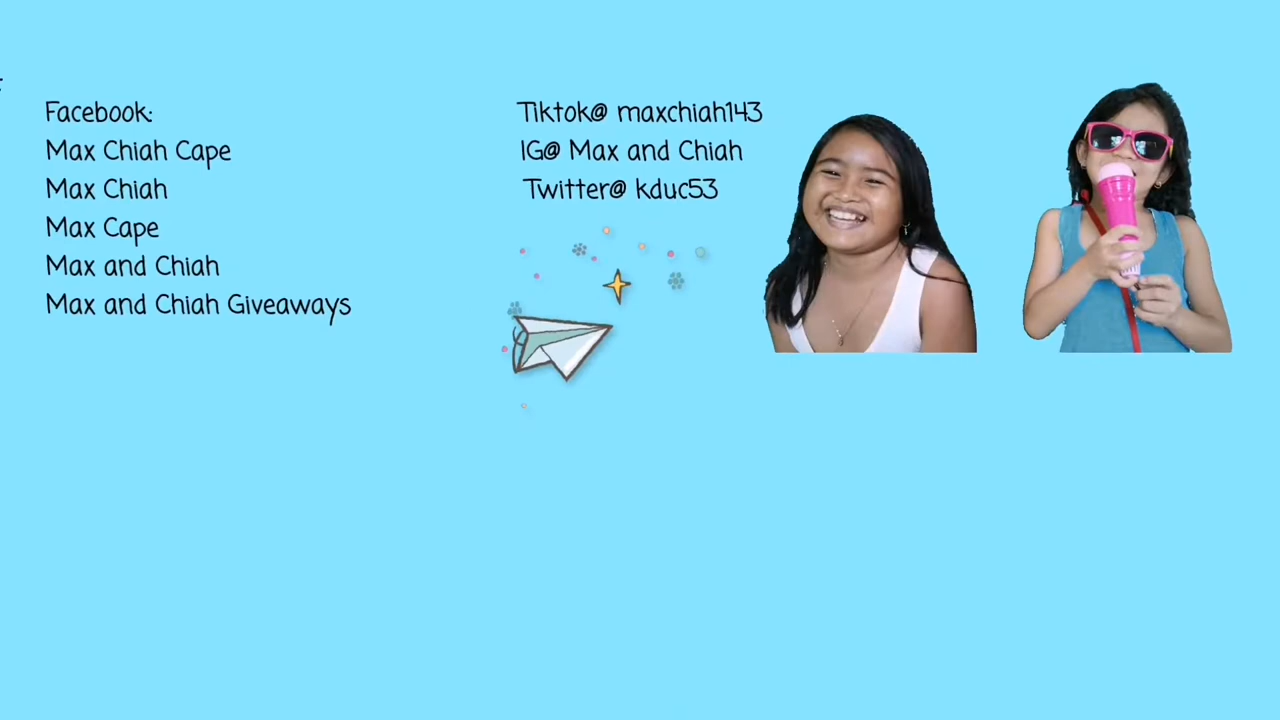 Facebook:
Max Chiah Cape
Max Chiah
Max Cape
Max and Chiah
Max and Chiah Giveaways
Tiktok@ maxchiah143
IG@ Max and Chiah
Twitter@ kduc53